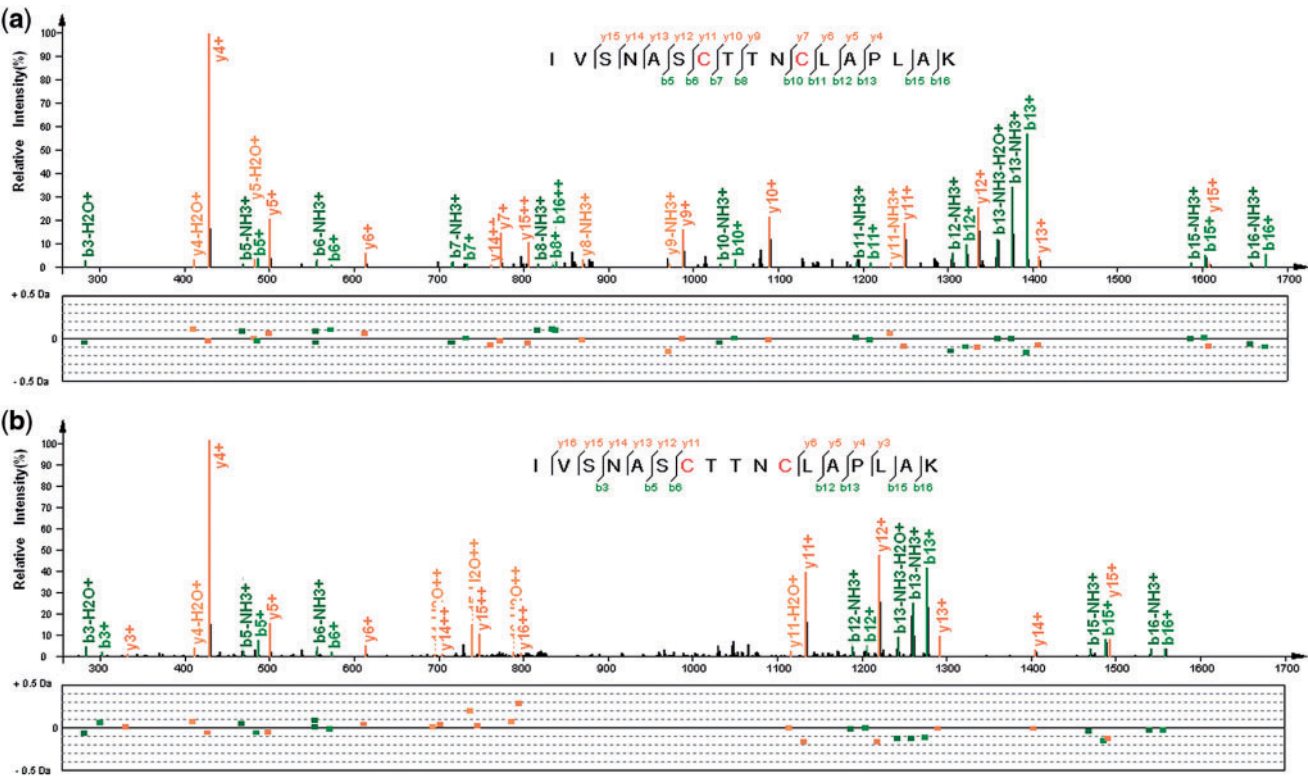 (a)
Relative Intensity(%)
100
90
80
70
60
50
40
30
20
10
0
y15 y14 y13 y12 y11 y10 y9 y7 y6 y5 y4
I V S N A S C T T N C L A P L A K
b5 b6 b7 b8 b10 b11 b12 b13 b15 b16
b3-H2O+
y4-H2O+
y4+
b5-NH3+
y5-H2O+
b5+
y5+
b6-NH3+
b6+
y6+
b7-NH3+
b7+
y14++
y7+
y15++
b8-NH3+
b8+
b16++
y8-NH3+
y9-NH3+
y9+
b10-NH3+
b10+
y10+
b11-NH3+
b11+
y11-NH3+
y11+
b12-NH3+
b12+
y12+
b13-NH3-H2O+
b13-NH3+
b13+
y13+
b15-NH3+
b15+
y15+
b16-NH3+
b16+
300 400 500 600 700 800 900 1000 1100 1200 1300 1400 1500 1600 1700
+ 0.5 Da
0
- 0.5 Da
(b)
Relative Intensity(%)
100
90
80
70
60
50
40
30
20
10
0
y16 y15 y14 y13 y12 y11 y6 y5 y4 y3
I V S N A S C T T N C L A P L A K
b3 b5 b6 b12 b13 b15 b16
b3-H2O+
b3+
y3+
y4-H2O+
y4+
b5-NH3+
b5+
y5+
b6-NH3+
b6+
y6+
y14++
y15++
y16++
y11-H2O+
y11+
b12-NH3+
b12+
y12+
b13-NH3-H2O+
b13-NH3+
b13+
y13+
y14+
b15-NH3+
b15+
y15+
b16-NH3+
b16+
300 400 500 600 700 800 900 1000 1100 1200 1300 1400 1500 1600 1700
+ 0.5 Da
0
- 0.5 Da